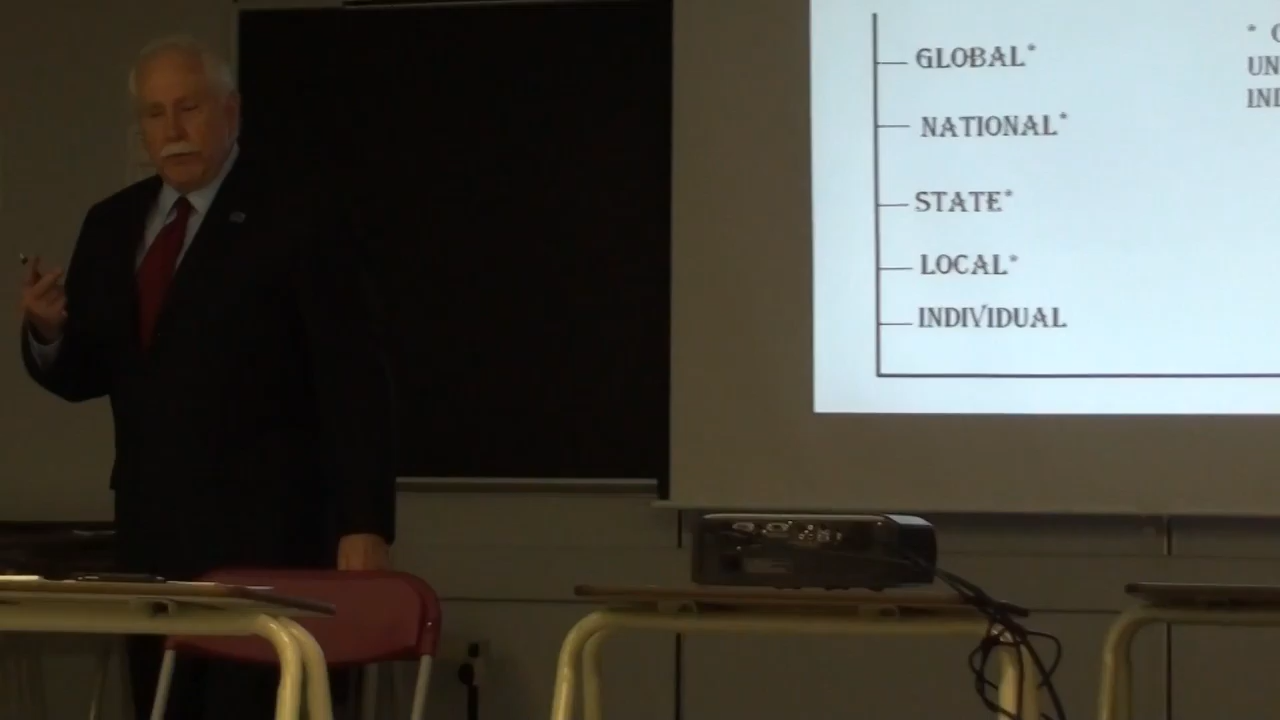 GLOBAL*
NATIONAL*
STATE*
LOCAL*
INDIVIDUAL
*